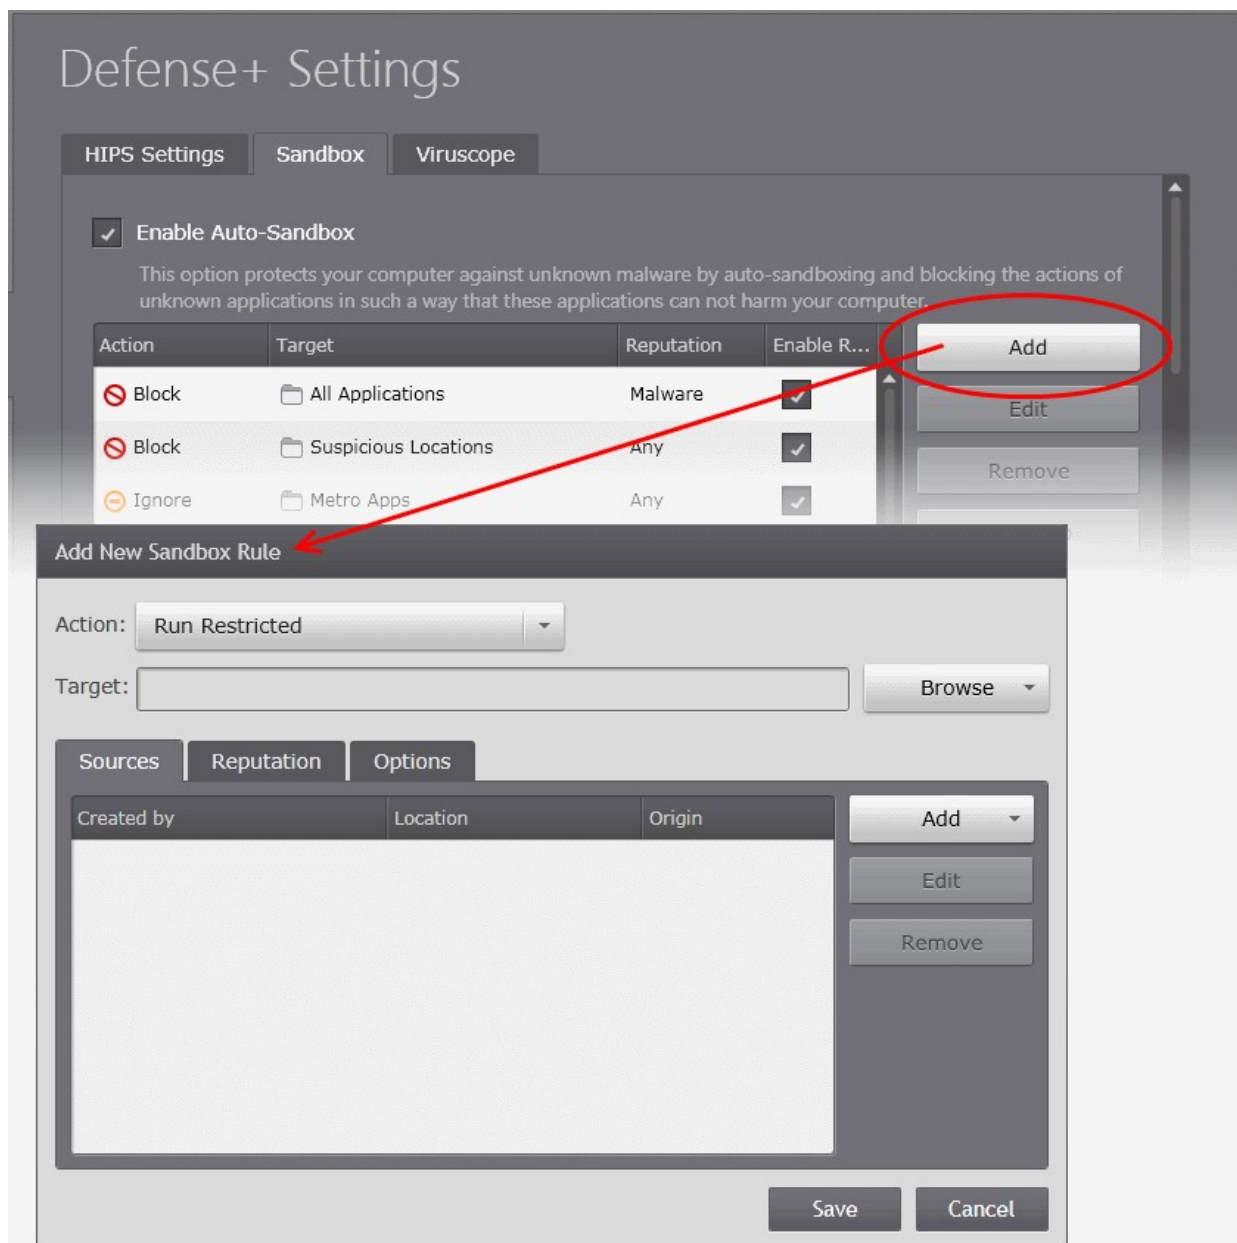 Defense+ Settings
HIPS Settings Sandbox Viruscope
Enable Auto-Sandbox
This option protects your computer against unknown malware by auto-sandboxing and blocking the actions of
unknown applications in such a way that these applications can not harm your computer.
Action Target Reputation Enable R... Add
Block All Applications Malware
Edit
Block Suspicious Locations Any
Remove
Ignore Metro Apps Any
Add New Sandbox Rule
Action: Run Restricted
Target: Browse
Sources Reputation Options
Created by Location Origin Add
Edit
Remove
Save Cancel